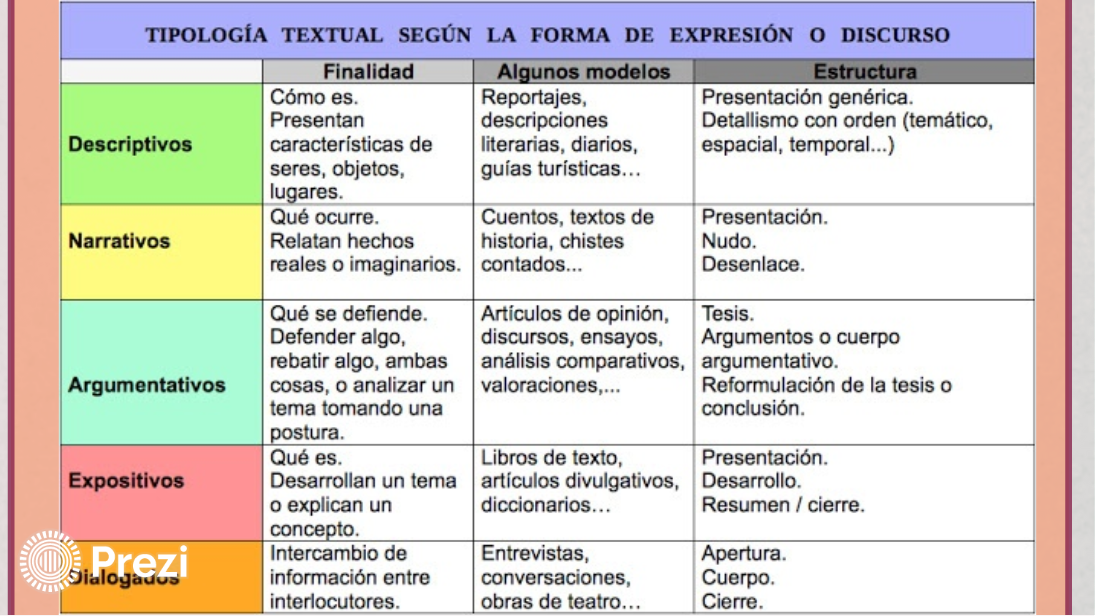 TIPOLOGÍA TEXTUAL SEGÚN LA FORMA DE EXPRESIÓN O DISCURSO
Finalidad Algunos modelos Estructura
Descriptivos
Cómo es.
Presentan
características de
seres, objetos,
lugares.
Reportajes,
descripciones
literarias, diarios,
guías turísticas…
Presentación genérica.
Detallismo con orden (temático,
espacial, temporal...)
Narrativos
Qué ocurre.
Relatan hechos
reales o imaginarios.
Cuentos, textos de
historia, chistes
contados...
Presentación.
Nudo.
Desenlace.
Argumentativos
Qué se defiende.
Defender algo,
rebatir algo, ambas
cosas, o analizar un
tema tomando una
postura.
Artículos de opinión,
discursos, ensayos,
análisis comparativos,
valoraciones,...
Tesis.
Argumentos o cuerpo
argumentativo.
Reformulación de la tesis o
conclusión.
Expositivos
Qué es.
Desarrollan un tema
o explican un
concepto.
Libros de texto,
artículos divulgativos,
diccionarios…
Presentación.
Desarrollo.
Resumen / cierre.
Prezi
Dialogados
Intercambio de
información entre
interlocutores.
Entrevistas,
conversaciones,
obras de teatro…
Apertura.
Cuerpo.
Cierre.